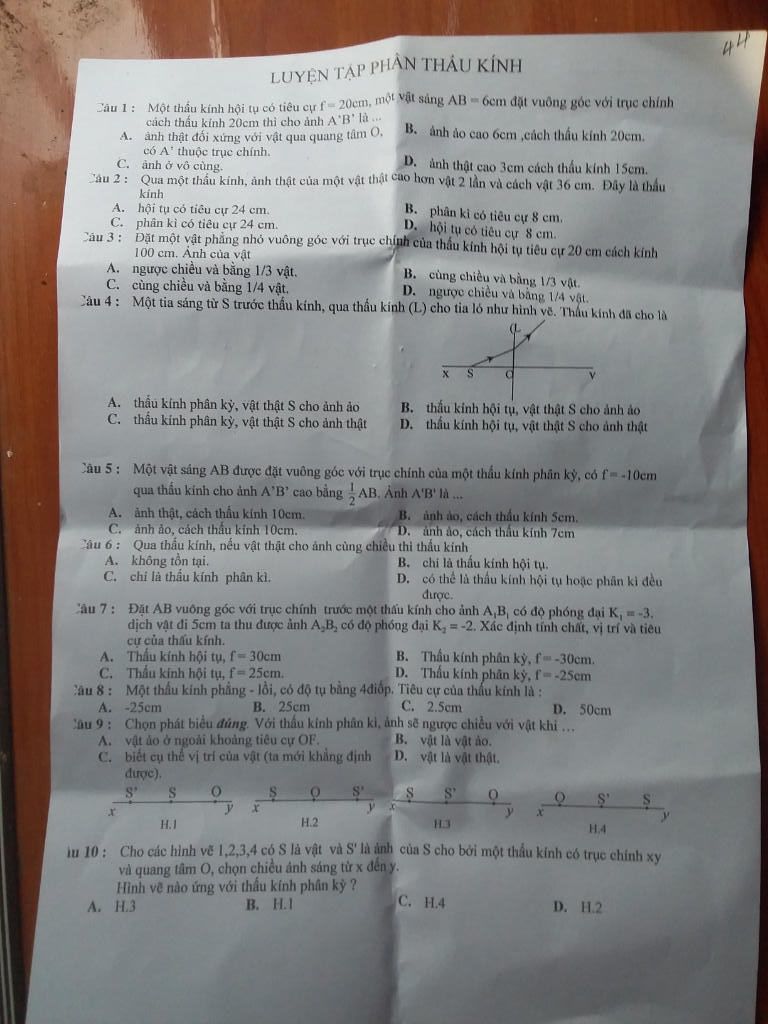 44
LUYỆN TẬP PHẦN THẤU KÍNH
Câu 1 : Một thấu kính hội tụ có tiêu cự f = 20cm, một vật sáng AB = 6cm đặt vuông góc với trục chính
cách thấu kính 20cm thì cho ảnh A'B' là ...
A. ảnh thật đối xứng với vật qua quang tâm O, B. ảnh ảo cao 6cm ,cách thấu kính 20cm.
có A' thuộc trục chính.
C. ảnh ở vô cùng. D. ảnh thật cao 3cm cách thấu kính 15cm.
Câu 2 : Qua một thấu kính, ảnh thật của một vật thật cao hơn vật 2 lần và cách vật 36 cm. Đây là thấu
kính
A. hội tụ có tiêu cự 24 cm. B. phân kì có tiêu cự 8 cm.
C. phân kì có tiêu cự 24 cm. D. hội tụ có tiêu cự 8 cm.
Câu 3 : Đặt một vật phẳng nhỏ vuông góc với trục chính của thấu kính hội tụ tiêu cự 20 cm cách kính
100 cm. Ảnh của vật
A. ngược chiều và bằng 1/3 vật. B. cùng chiều và bằng 1/3 vật.
C. cùng chiều và bằng 1/4 vật. D. ngược chiều và bằng 1/4 vật.
Câu 4 : Một tia sáng từ S trước thấu kính, qua thấu kính (L) cho tia ló như hình vẽ. Thấu kính đã cho là
(L
x S O y
A. thấu kính phân kỳ, vật thật S cho ảnh ảo B. thấu kính hội tụ, vật thật S cho ảnh ảo
C. thấu kính phân kỳ, vật thật S cho ảnh thật D. thấu kính hội tụ, vật thật S cho ảnh thật
Câu 5 : Một vật sáng AB được đặt vuông góc với trục chính của một thấu kính phân kỳ, có f = -10cm
qua thấu kính cho ảnh A'B' cao bằng 1/2 AB. Ảnh A'B' là ...
A. ảnh thật, cách thấu kính 10cm. B. ảnh ảo, cách thấu kính 5cm.
C. ảnh ảo, cách thấu kính 10cm. D. ảnh ảo, cách thấu kính 7cm
Câu 6 : Qua thấu kính, nếu vật thật cho ảnh cùng chiều thì thấu kính
A. không tồn tại. B. chỉ là thấu kính hội tụ.
C. chỉ là thấu kính phân kì. D. có thể là thấu kính hội tụ hoặc phân kì đều
được.
Câu 7 : Đặt AB vuông góc với trục chính trước một thấu kính cho ảnh A₁B₁ có độ phóng đại K₁ = -3.
dịch vật đi 5cm ta thu được ảnh A₂B₂ có độ phóng đại K₂ = -2. Xác định tính chất, vị trí và tiêu
cự của thấu kính.
A. Thấu kính hội tụ, f = 30cm B. Thấu kính phân kỳ, f = -30cm.
C. Thấu kính hội tụ, f = 25cm. D. Thấu kính phân kỳ, f = -25cm
Câu 8 : Một thấu kính phẳng - lồi, có độ tụ bằng 4điốp. Tiêu cự của thấu kính là :
A. -25cm B. 25cm C. 2.5cm D. 50cm
Câu 9 : Chọn phát biểu đúng. Với thấu kính phân kì, ảnh sẽ ngược chiều với vật khi …
A. vật ảo ở ngoài khoảng tiêu cự OF. B. vật là vật ảo.
C. biết cụ thể vị trí của vật (ta mới khẳng định D. vật là vật thật.
được).
S' S O S O S' S S' O O S' S
x y x y x y x y
H.1 H.2 H.3 H.4
âu 10 : Cho các hình vẽ 1,2,3,4 có S là vật và S' là ảnh của S cho bởi một thấu kính có trục chính xy
và quang tâm O, chọn chiều ánh sáng từ x đến y.
Hình vẽ nào ứng với thấu kính phân kỳ ?
A. H.3 B. H.1 C. H.4 D. H.2